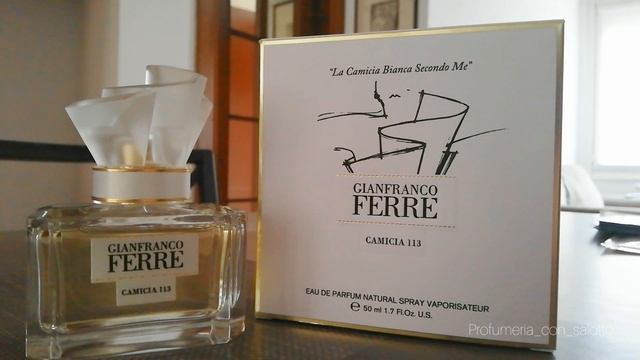 "La Camicia Bianca Secondo Me"
GIANFRANCO
FERRE
CAMICIA 113
EAU DE PARFUM NATURAL SPRAY VAPORISATEUR
℮ 50 ml 1.7 Fl.Oz. U.S.
GIANFRANCO
FERRE
CAMICIA 113
Profumeria_con_salotto